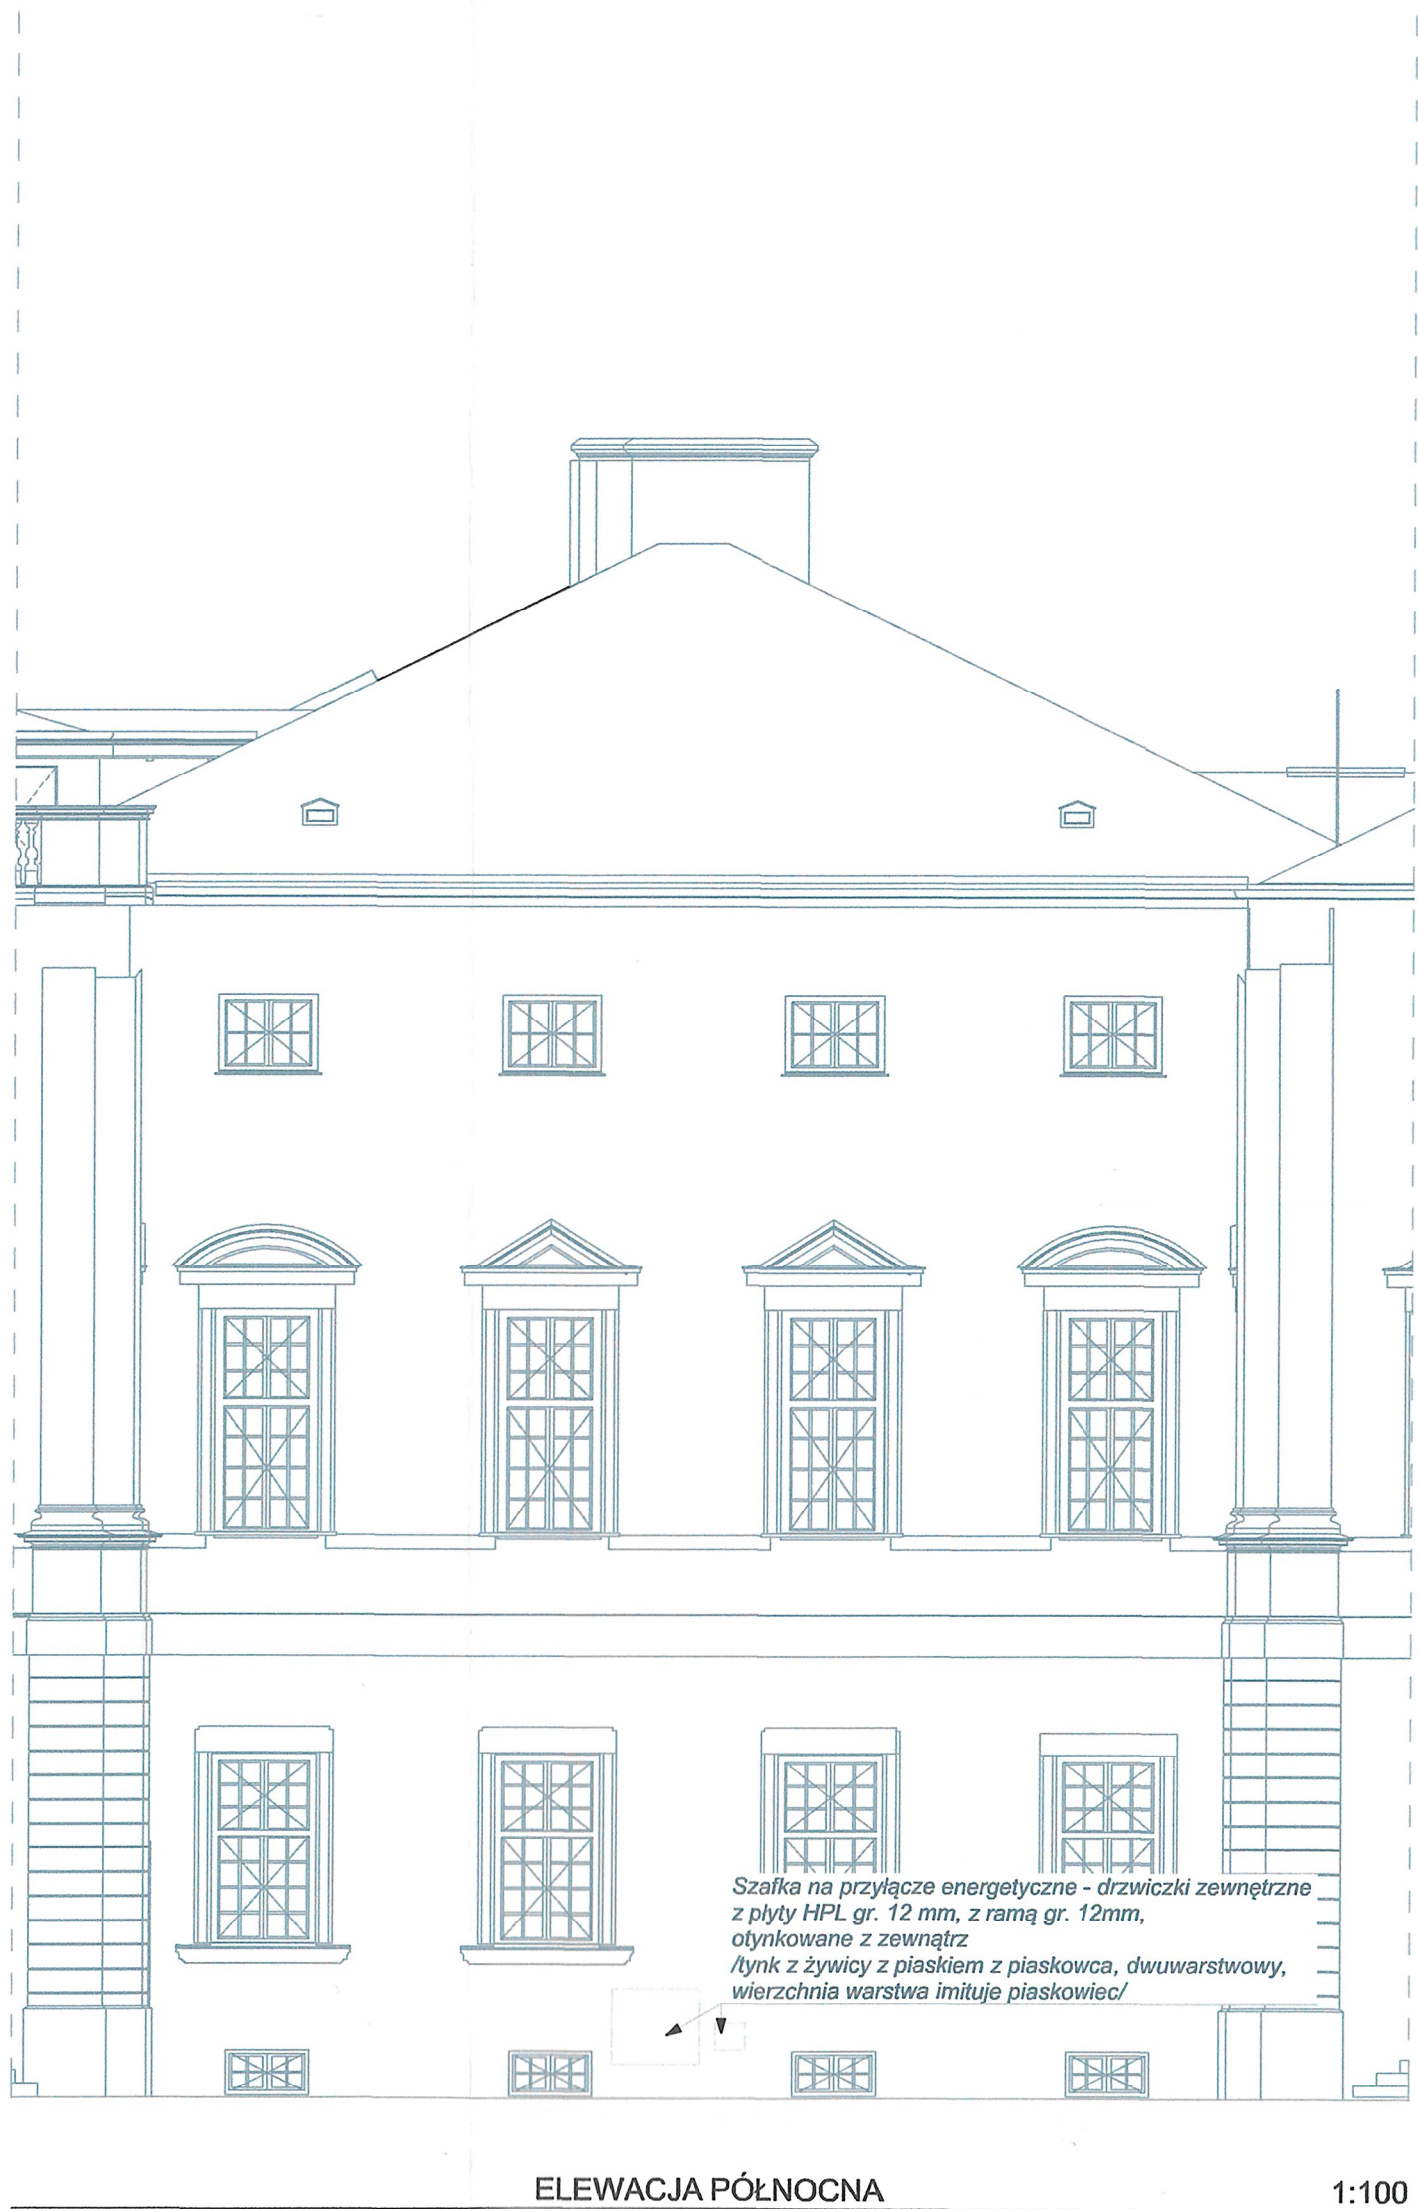 Szafka na przyłącze energetyczne - drzwiczki zewnętrzne
z płyty HPL gr. 12 mm, z ramą gr. 12mm,
otynkowane z zewnątrz
/tynk z żywicy z piaskiem z piaskowca, dwuwarstwowy,
wierzchnia warstwa imituje piaskowiec/
ELEWACJA PÓŁNOCNA
1:100